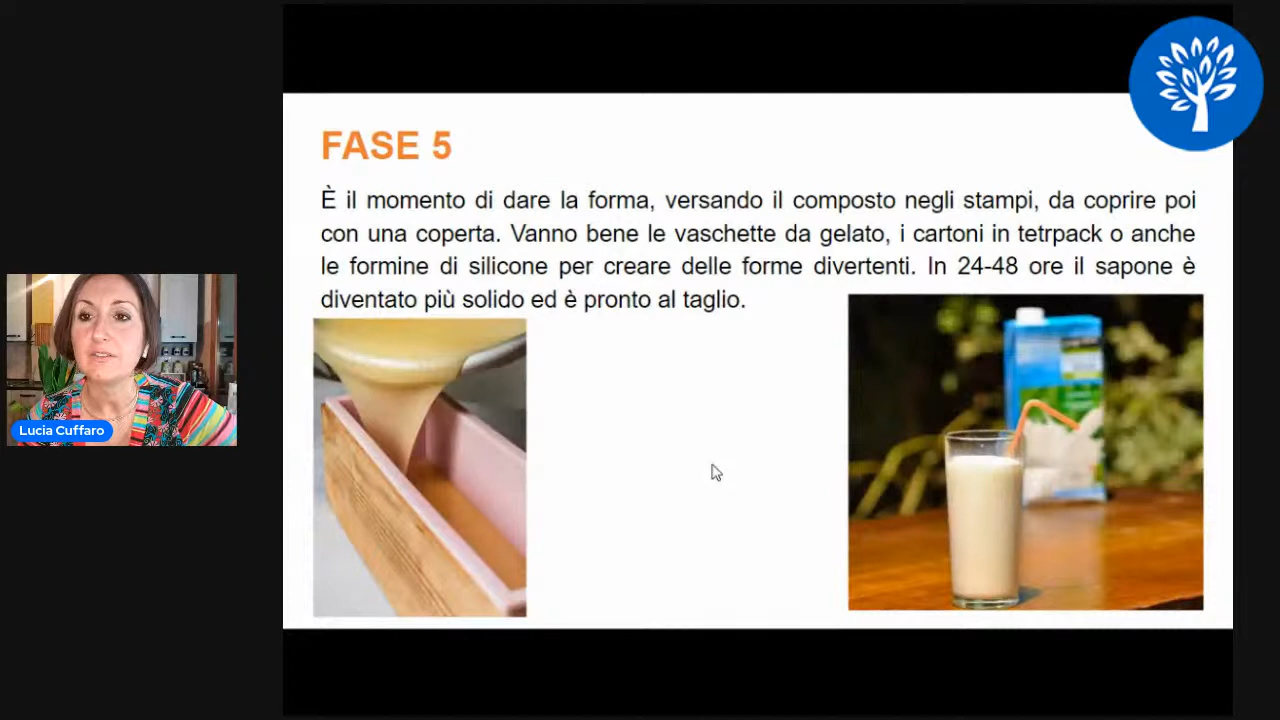 FASE 5
È il momento di dare la forma, versando il composto negli stampi, da coprire poi
con una coperta. Vanno bene le vaschette da gelato, i cartoni in tetrpack o anche
le formine di silicone per creare delle forme divertenti. In 24-48 ore il sapone è
diventato più solido ed è pronto al taglio.
Lucia Cuffaro